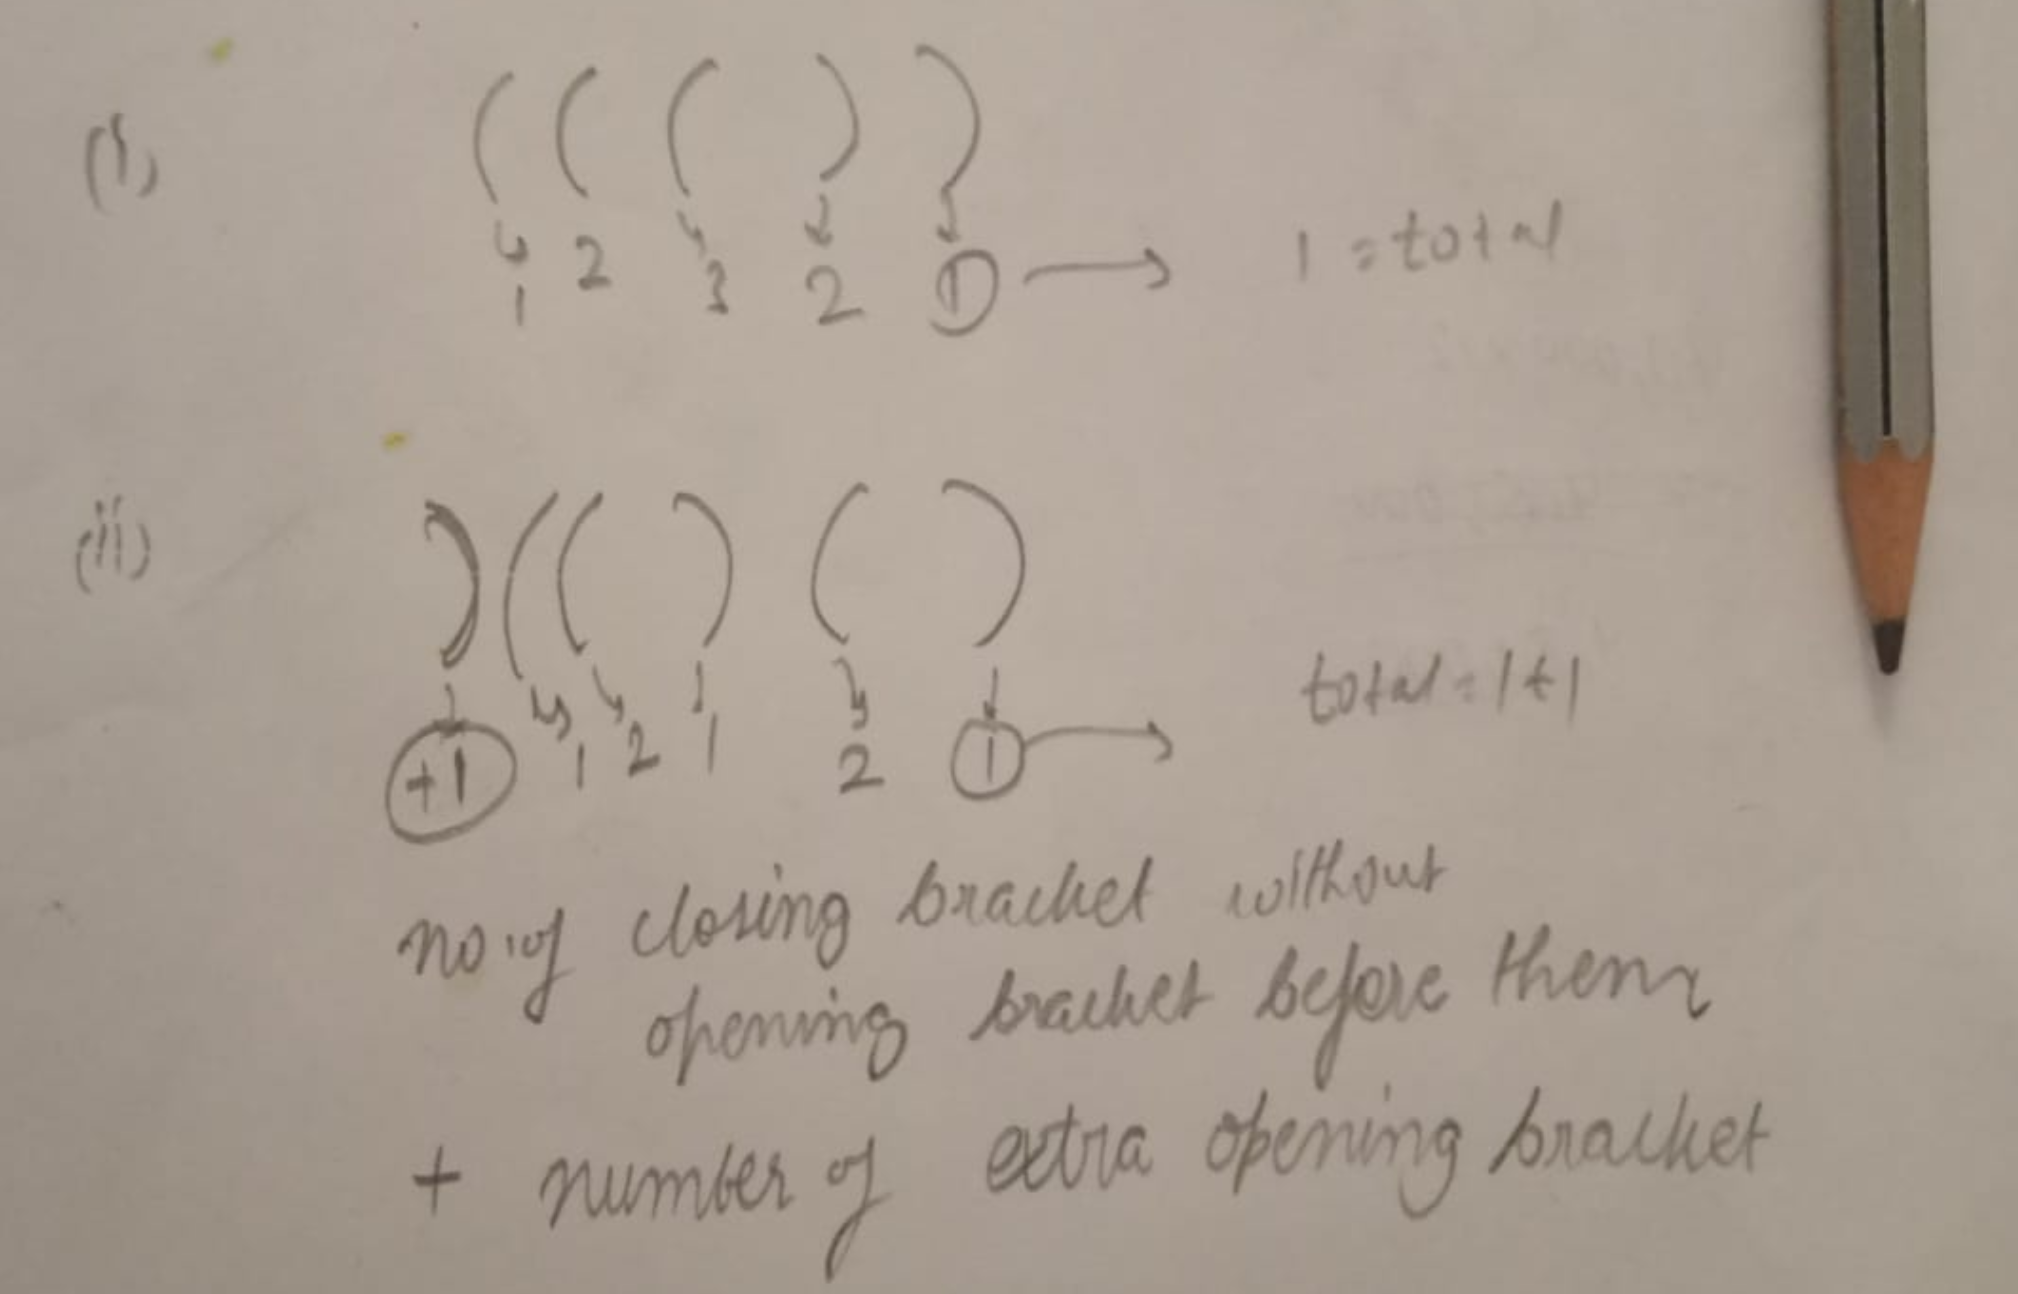 (i) ( ( ( ) )
1 2 3 2 1 → 1 = total
(ii) ) ( ( ) ( )
+1 1 2 1 2 1 → total = 1+1
no. of closing bracket without
opening bracket before them
+ number of extra opening bracket